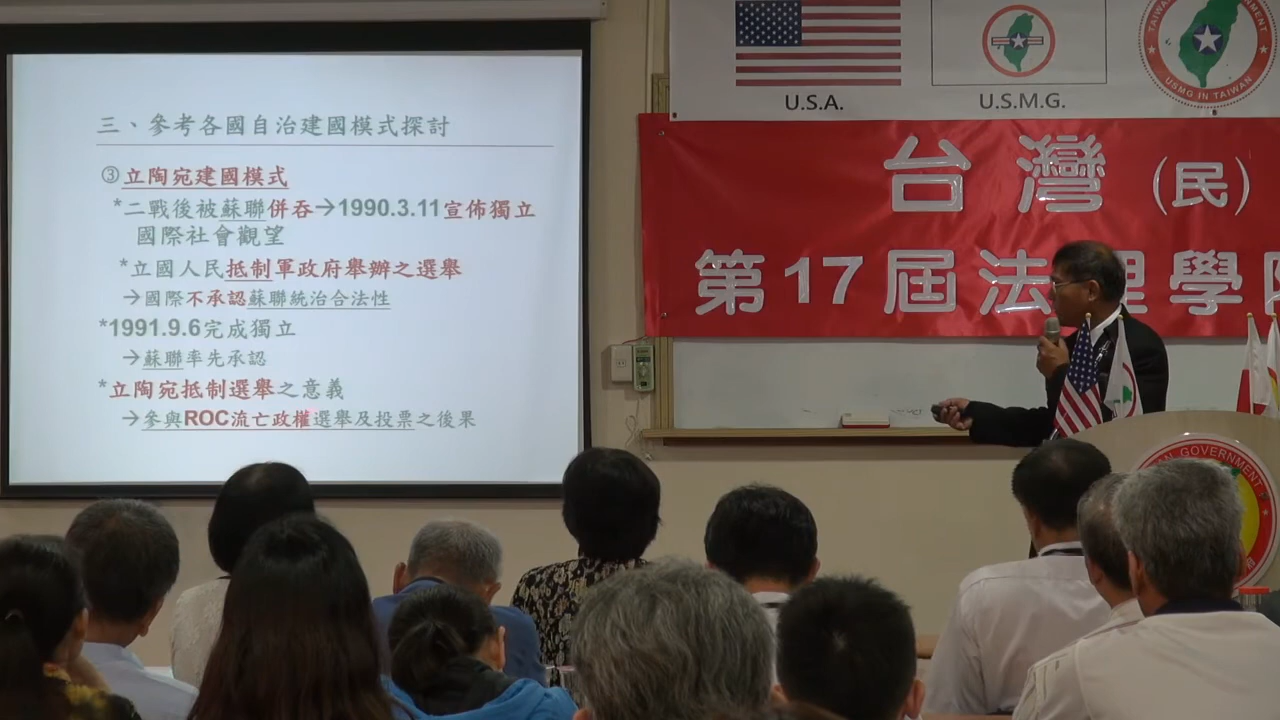 三、參考各國自治建國模式探討
③立陶宛建國模式
*二戰後被蘇聯併吞→1990.3.11宣佈獨立
國際社會觀望
*立國人民抵制軍政府舉辦之選舉
→國際不承認蘇聯統治合法性
*1991.9.6完成獨立
→蘇聯率先承認
*立陶宛抵制選舉之意義
→參與ROC流亡政權選舉及投票之後果
U.S.A.
U.S.M.G.
USMG IN TAIWAN
台灣(民)
第17屆法理學
GOVERNMENT